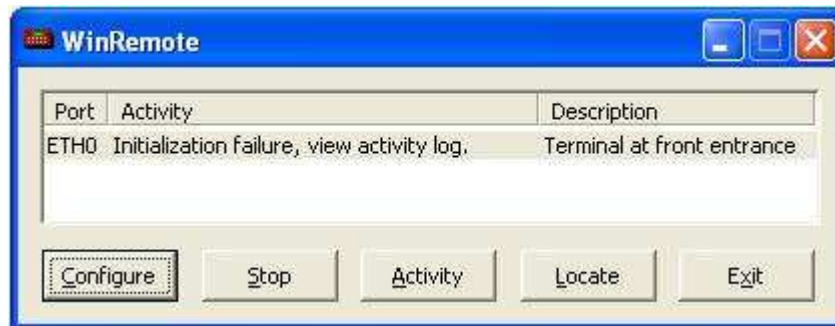 WinRemote
Port Activity Description
ETH0 Initialization failure, view activity log. Terminal at front entrance
Configure Stop Activity Locate Exit